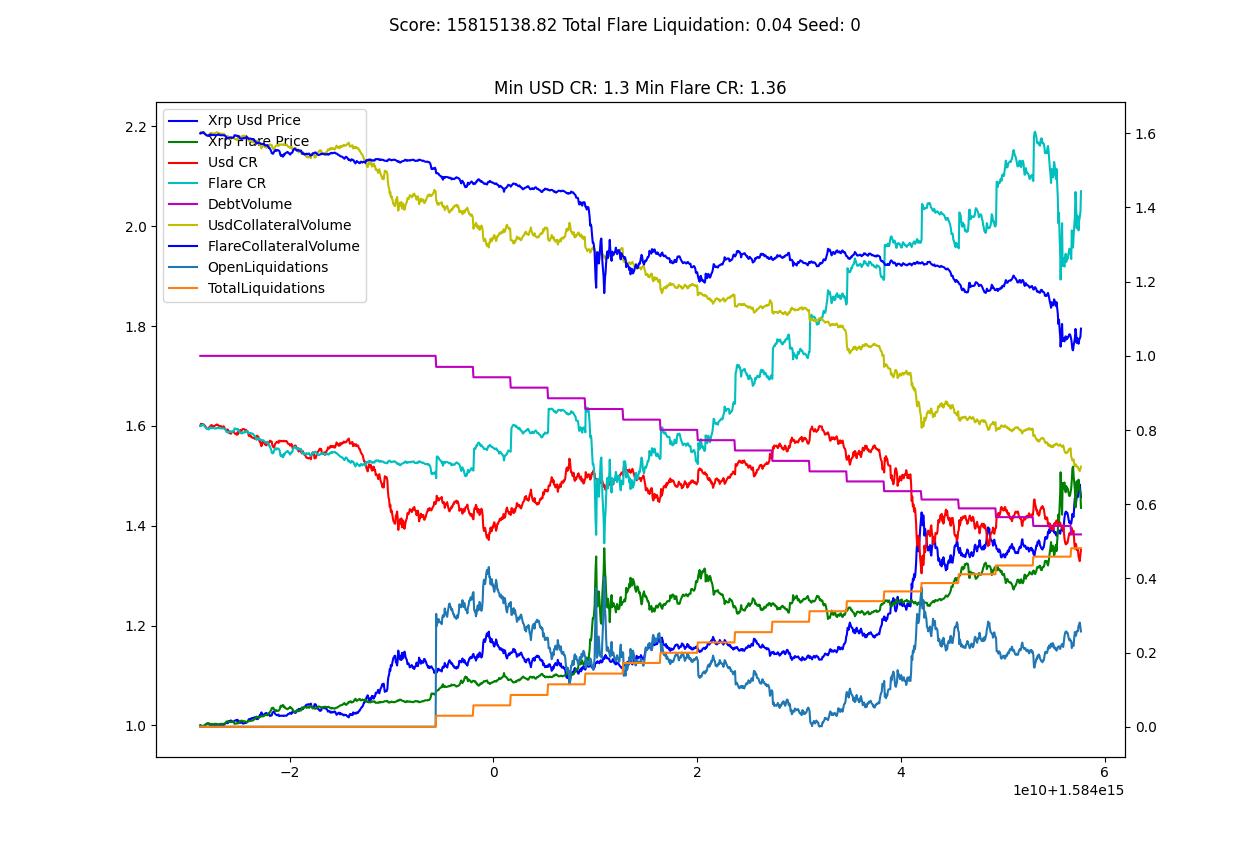 Score: 15815138.82 Total Flare Liquidation: 0.04 Seed: 0
Min USD CR: 1.3 Min Flare CR: 1.36
Xrp Usd Price
Xrp Flare Price
Usd CR
Flare CR
DebtVolume
UsdCollateralVolume
FlareCollateralVolume
OpenLiquidations
TotalLiquidations
2.2
2.0
1.8
1.6
1.4
1.2
1.0
1.6
1.4
1.2
1.0
0.8
0.6
0.4
0.2
0.0
−2 0 2 4 6
1e10+1.584e15